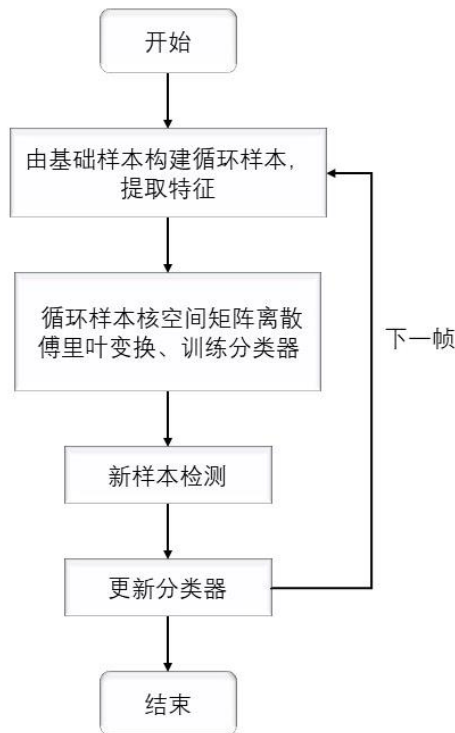 开始
由基础样本构建循环样本,
提取特征
循环样本核空间矩阵离散
傅里叶变换、训练分类器
下一帧
新样本检测
更新分类器
结束